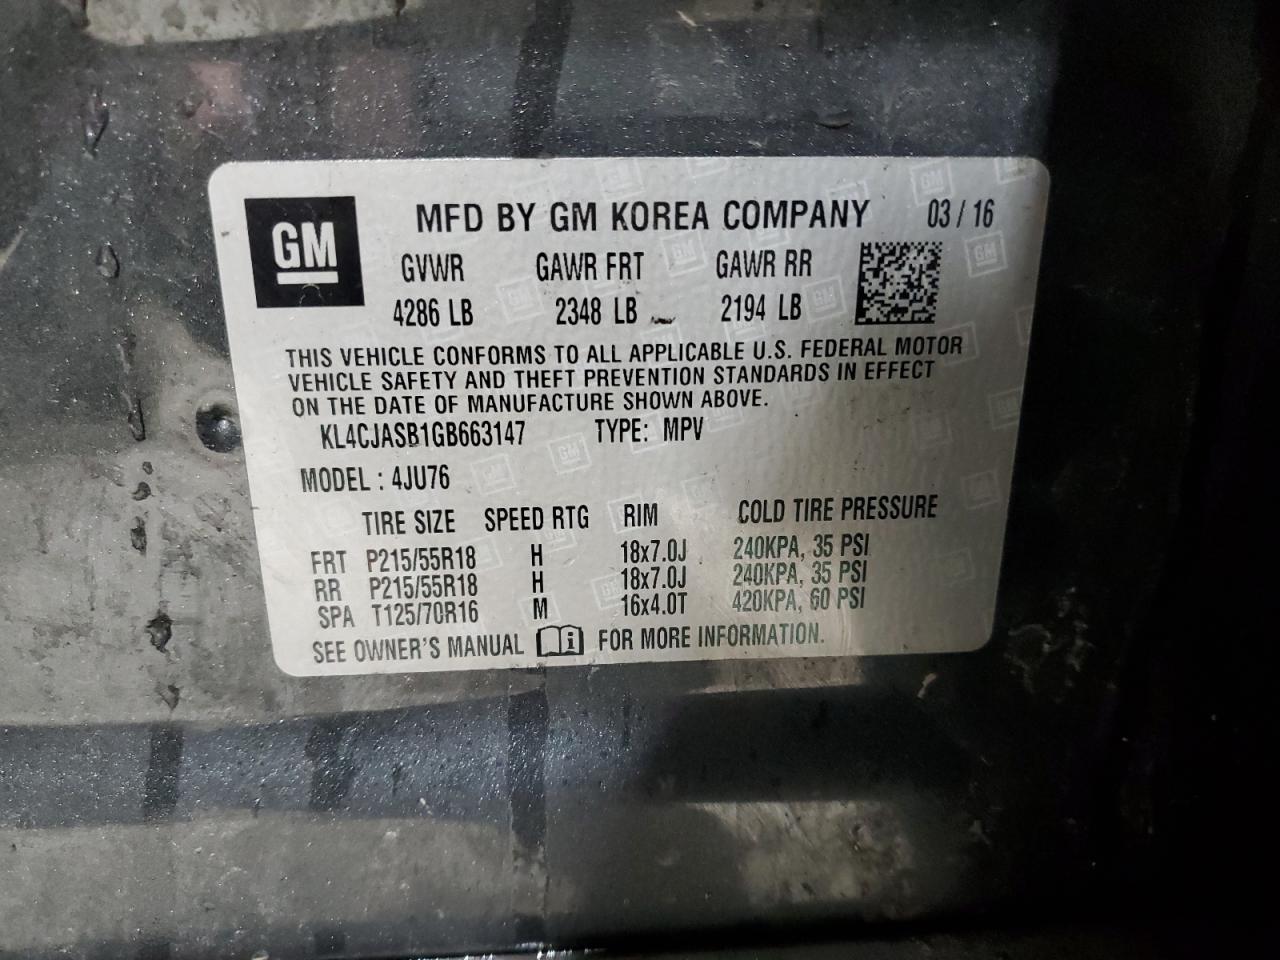 GM
MFD BY GM KOREA COMPANY 03 / 16
GVWR GAWR FRT GAWR RR
4286 LB 2348 LB 2194 LB
THIS VEHICLE CONFORMS TO ALL APPLICABLE U.S. FEDERAL MOTOR
VEHICLE SAFETY AND THEFT PREVENTION STANDARDS IN EFFECT
ON THE DATE OF MANUFACTURE SHOWN ABOVE.
KL4CJASB1GB663147 TYPE: MPV
MODEL : 4JU76
TIRE SIZE SPEED RTG RIM COLD TIRE PRESSURE
FRT P215/55R18 H 18x7.0J 240KPA, 35 PSI
RR P215/55R18 H 18x7.0J 240KPA, 35 PSI
SPA T125/70R16 M 16x4.0T 420KPA, 60 PSI
SEE OWNER'S MANUAL FOR MORE INFORMATION.